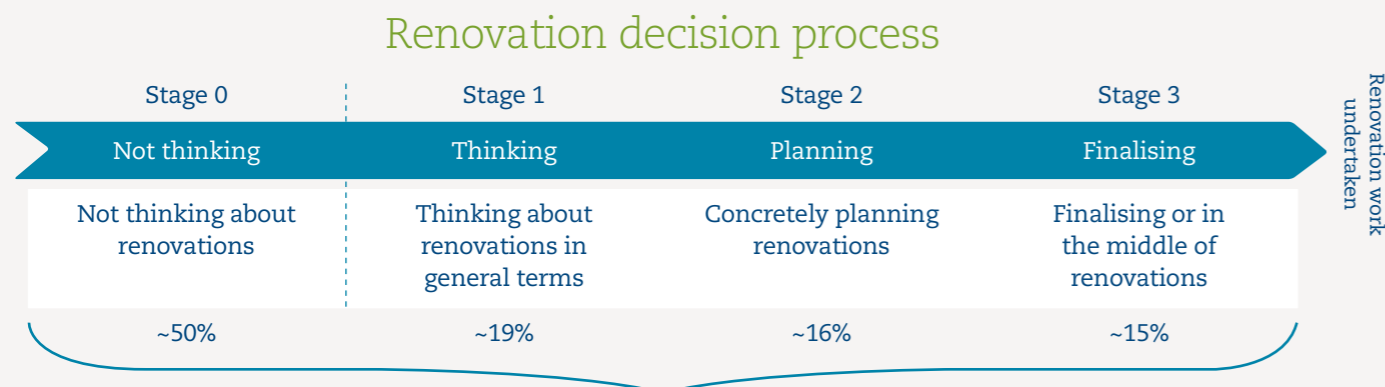 Renovation decision process
Stage 0
Stage 1
Stage 2
Stage 3
Not thinking
Thinking
Planning
Finalising
Renovation work
undertaken
Not thinking about
renovations
Thinking about
renovations in
general terms
Concretely planning
renovations
Finalising or in
the middle of
renovations
~50%
~19%
~16%
~15%